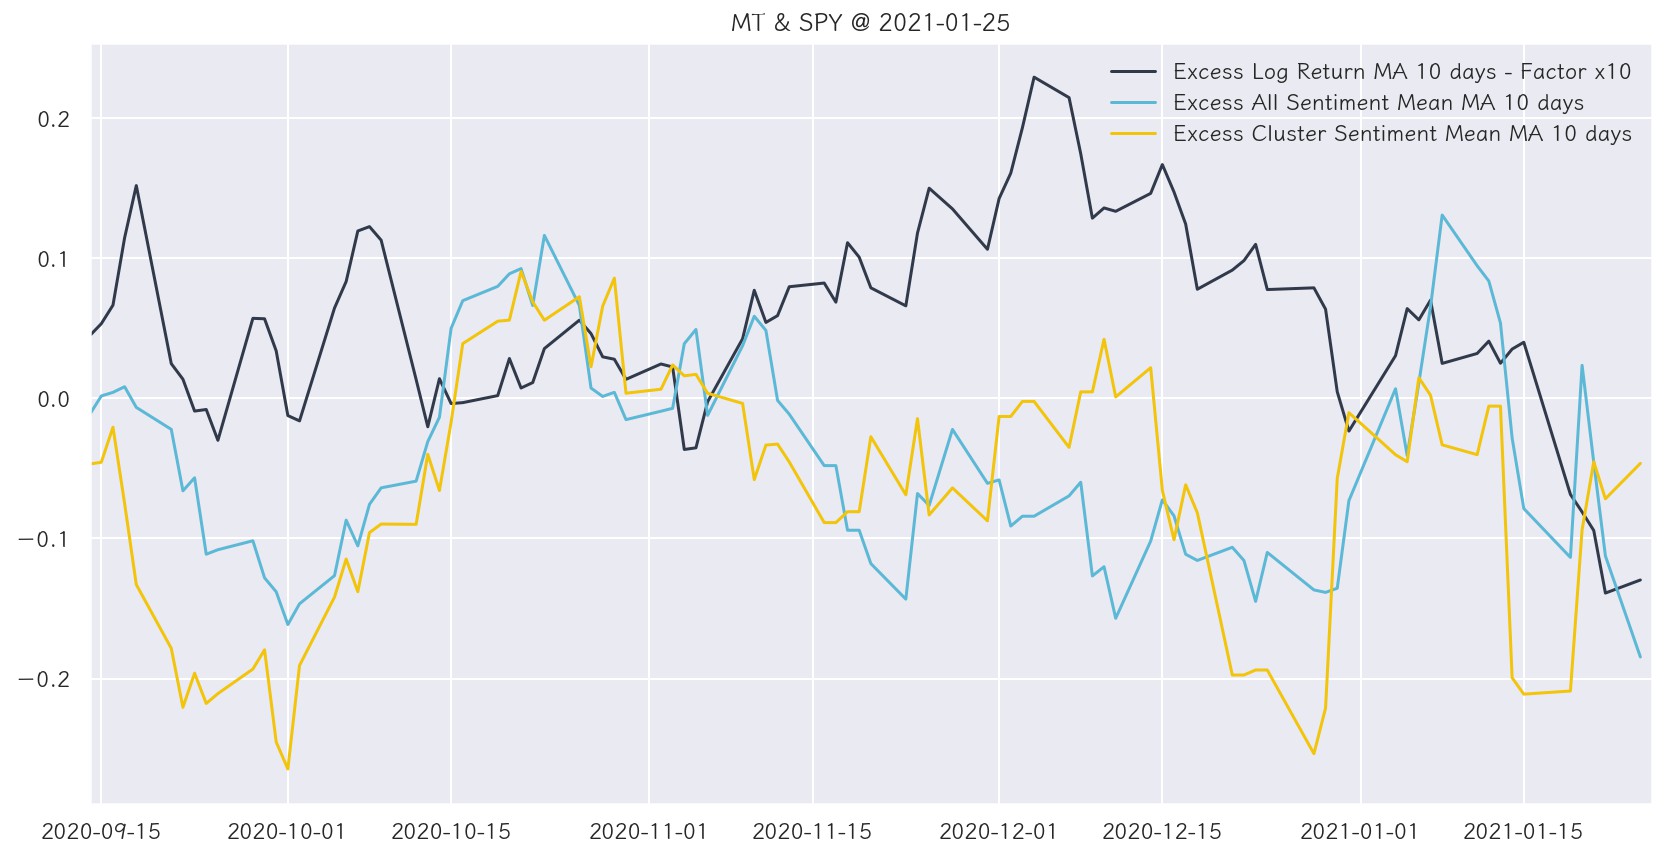 MT & SPY @ 2021-01-25
Excess Log Return MA 10 days - Factor x10
Excess All Sentiment Mean MA 10 days
Excess Cluster Sentiment Mean MA 10 days
0.2
0.1
0.0
−0.1
−0.2
2020-09-15 2020-10-01 2020-10-15 2020-11-01 2020-11-15 2020-12-01 2020-12-15 2021-01-01 2021-01-15